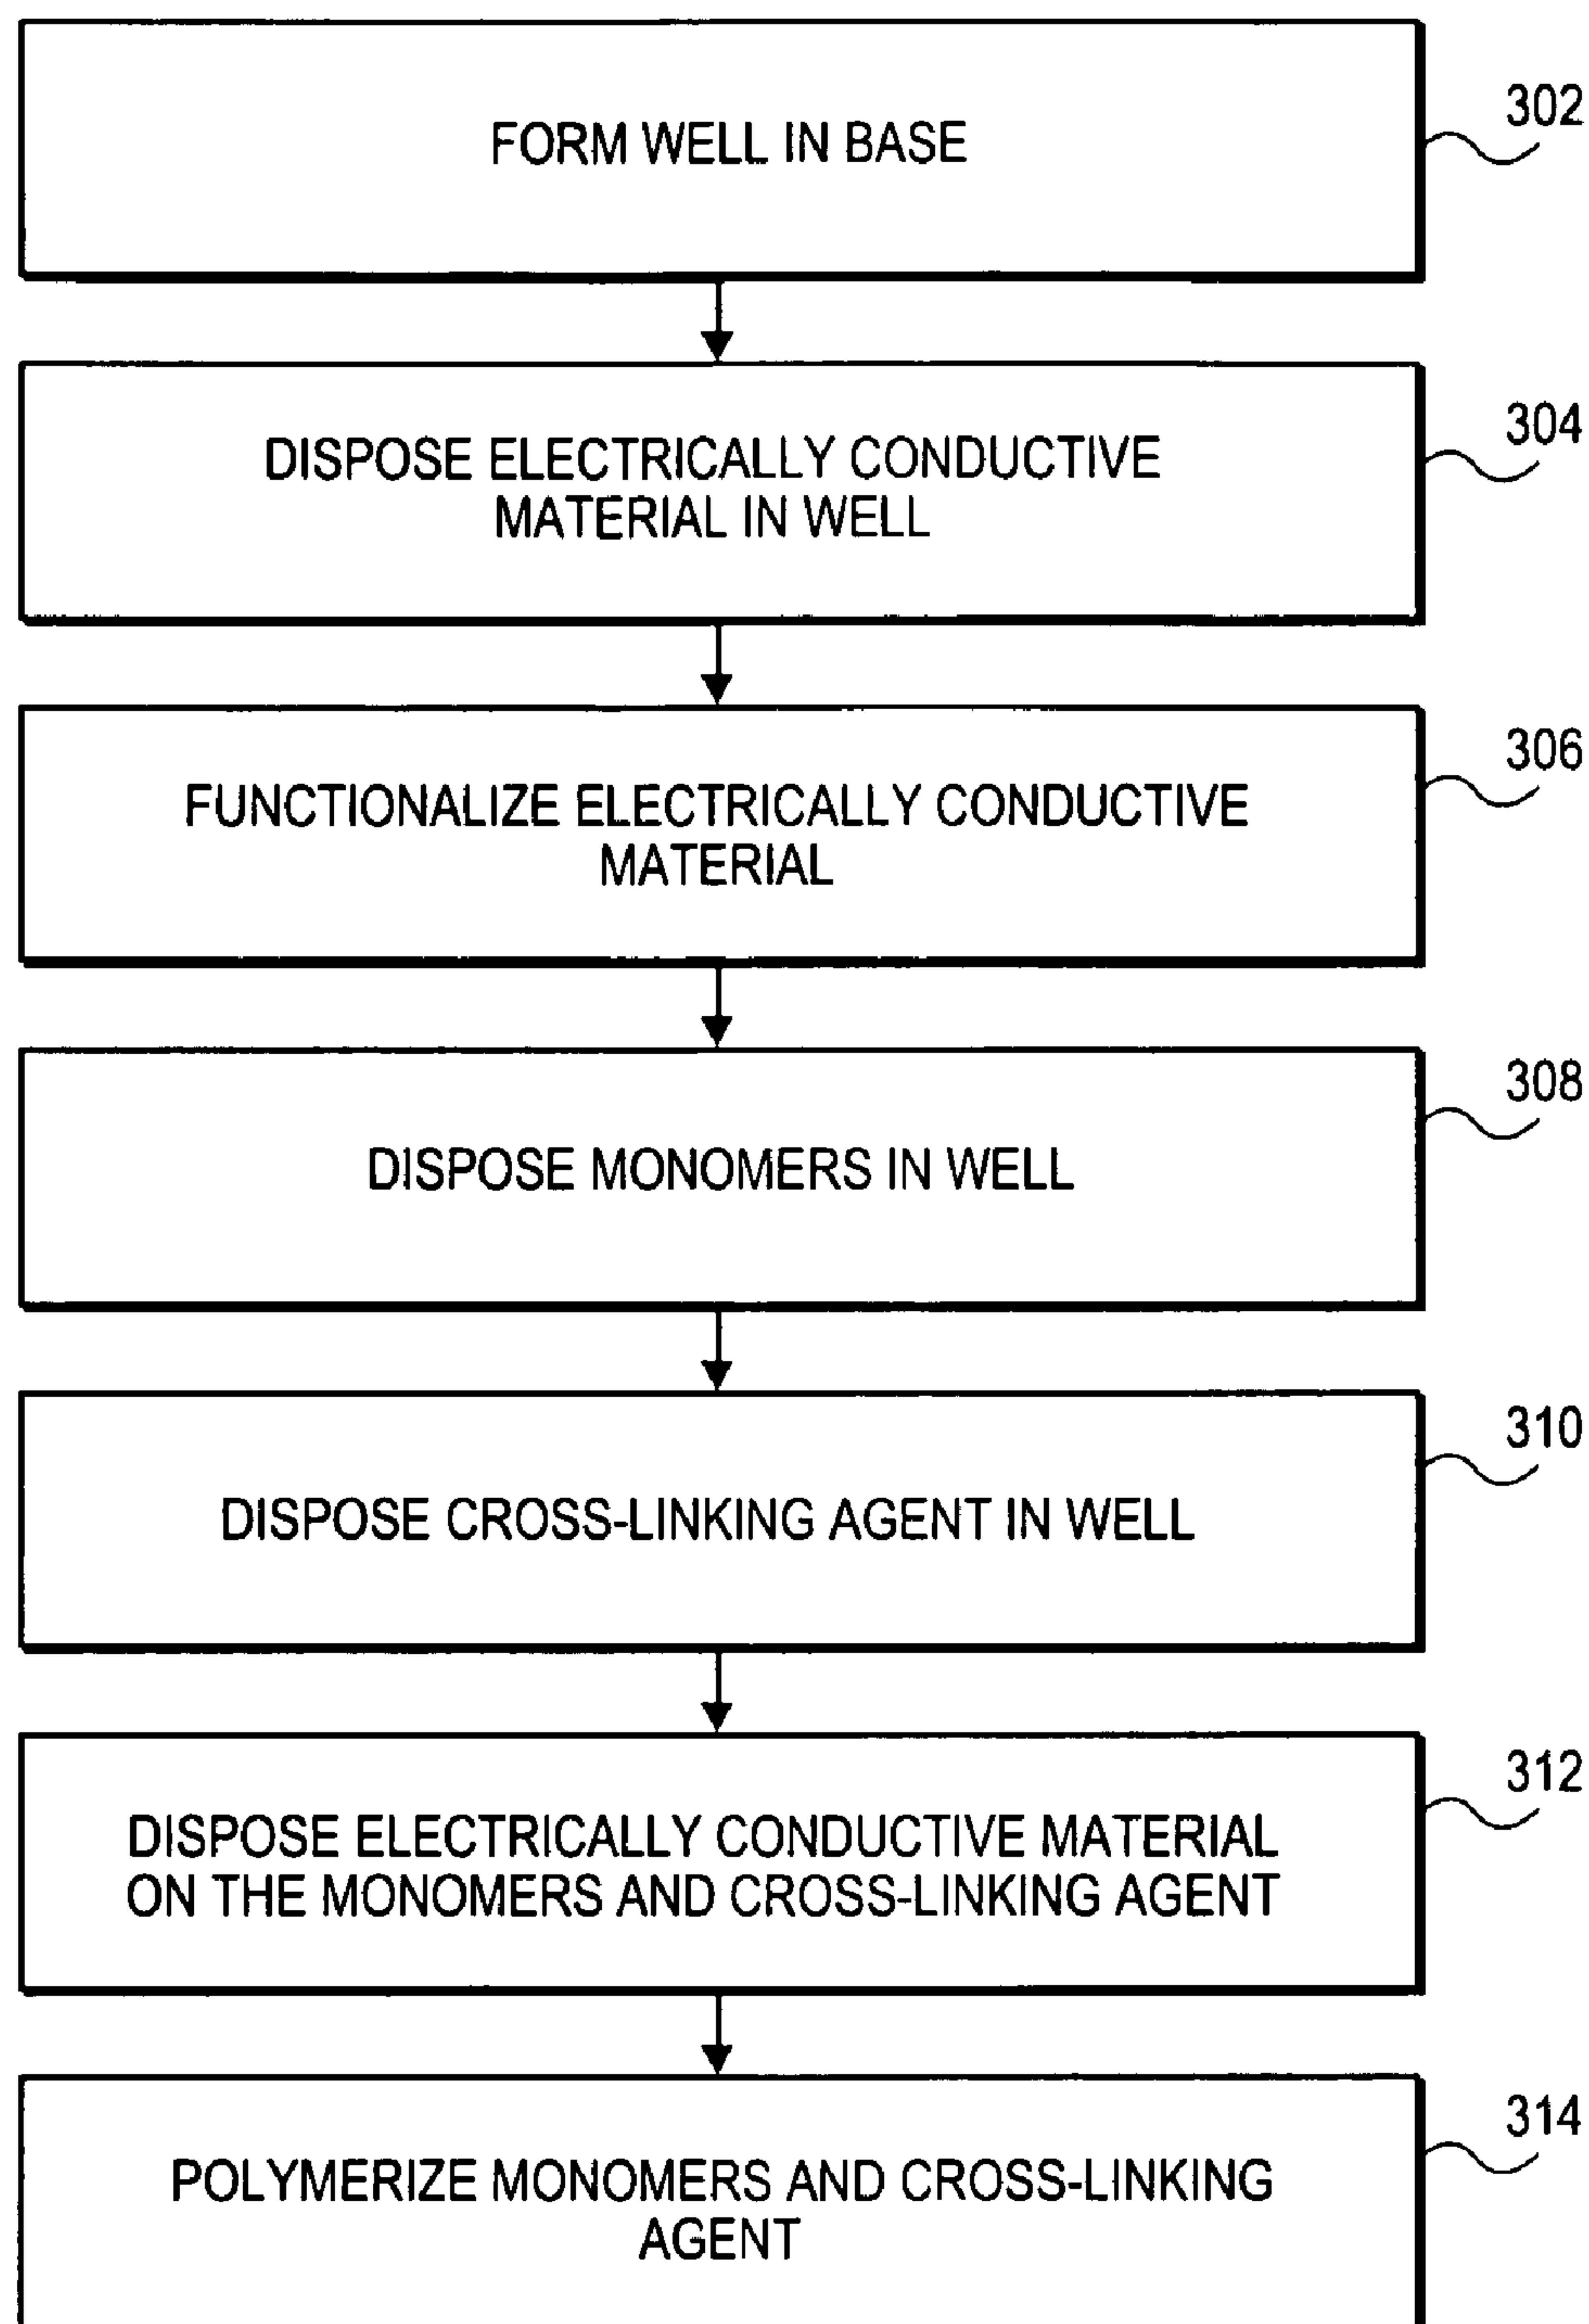 FORM WELL IN BASE
302
DISPOSE ELECTRICALLY CONDUCTIVE
MATERIAL IN WELL
304
FUNCTIONALIZE ELECTRICALLY CONDUCTIVE
MATERIAL
306
DISPOSE MONOMERS IN WELL
308
DISPOSE CROSS-LINKING AGENT IN WELL
310
DISPOSE ELECTRICALLY CONDUCTIVE MATERIAL
ON THE MONOMERS AND CROSS-LINKING AGENT
312
POLYMERIZE MONOMERS AND CROSS-LINKING
AGENT
314